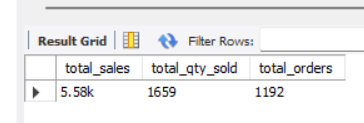 Result Grid Filter Rows:
total_sales total_qty_sold total_orders
5.58k 1659 1192